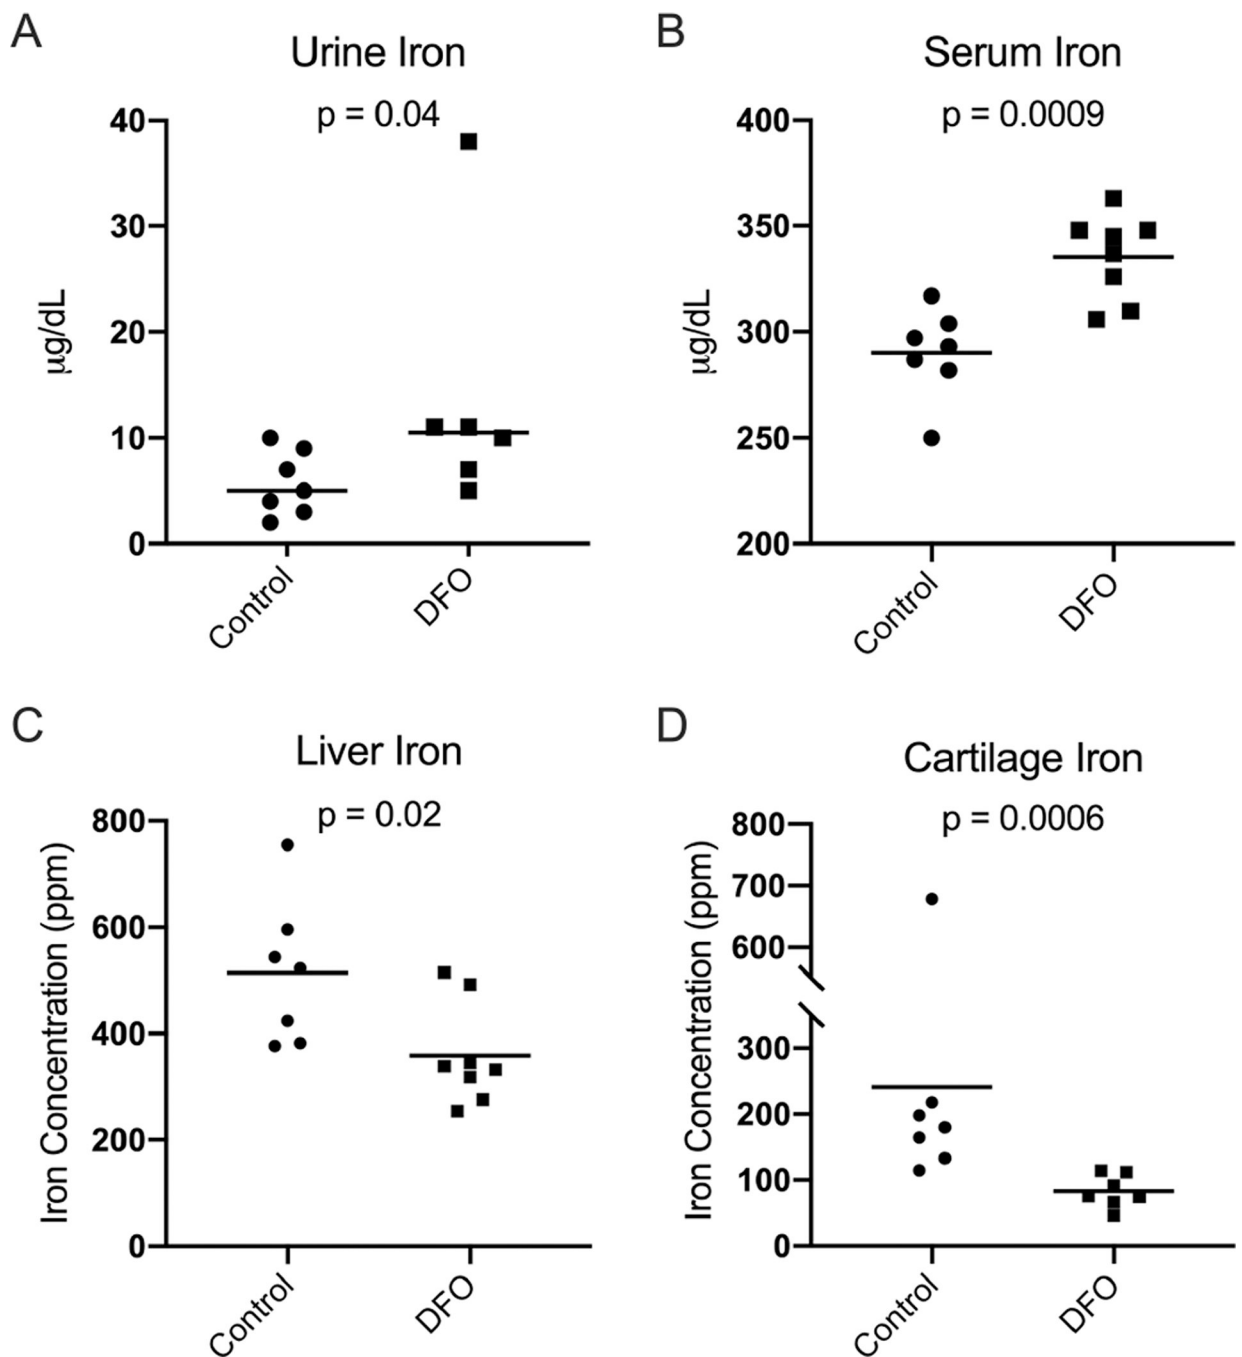 A
Urine Iron
p = 0.04
40
30
20
10
0
μg/dL
Control
DFO
B
Serum Iron
p = 0.0009
400
350
300
250
200
μg/dL
Control
DFO
C
Liver Iron
p = 0.02
800
600
400
200
0
Iron Concentration (ppm)
Control
DFO
D
Cartilage Iron
p = 0.0006
800
700
600
300
200
100
0
Iron Concentration (ppm)
Control
DFO